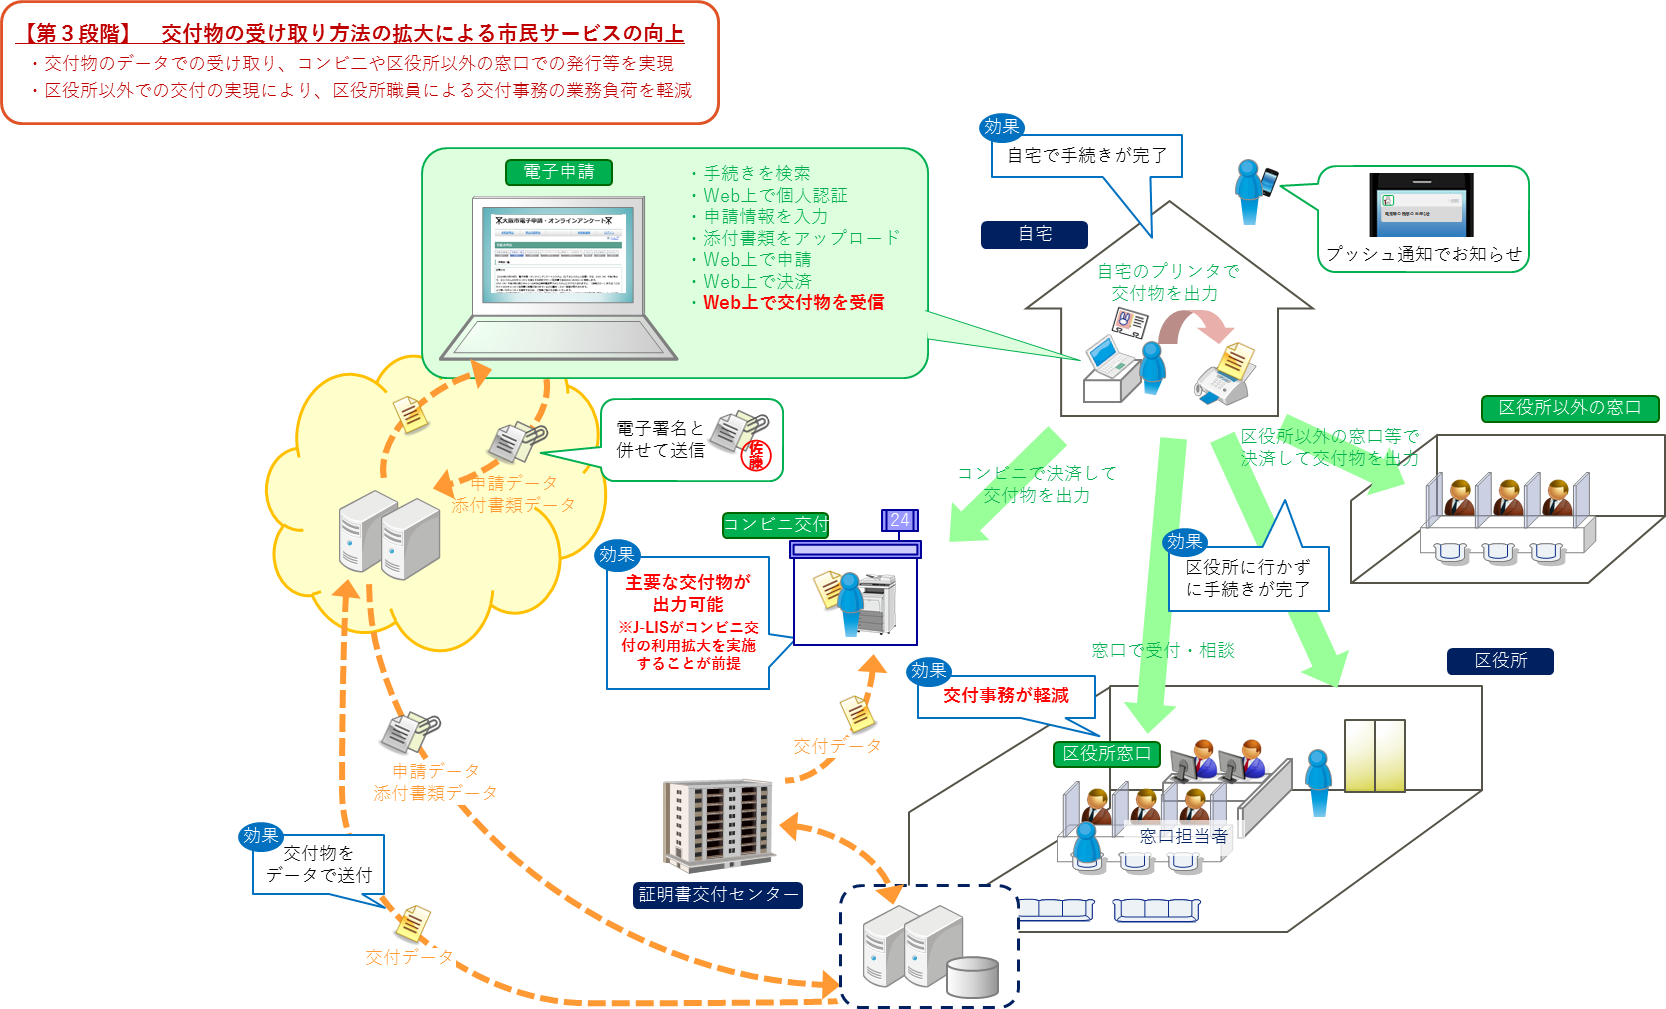 【第３段階】　交付物の受け取り方法の拡大による市民サービスの向上
・交付物のデータでの受け取り、コンビニや区役所以外の窓口での発行等を実現
・区役所以外での交付の実現により、区役所職員による交付事務の業務負荷を軽減
電子申請
大阪市電子申請・オンラインアンケート
・手続きを検索
・Web上で個人認証
・申請情報を入力
・添付書類をアップロード
・Web上で申請
・Web上で決済
・Web上で交付物を受信
効果
自宅で手続きが完了
自宅
プッシュ通知でお知らせ
自宅のプリンタで
交付物を出力
電子署名と
併せて送信
佐藤
申請データ
添付書類データ
コンビニで決済して
交付物を出力
区役所以外の窓口
区役所以外の窓口等で
決済して交付物を出力
コンビニ交付
24
効果
主要な交付物が
出力可能
※J-LISがコンビニ交
付の利用拡大を実施
することが前提
効果
区役所に行かず
に手続きが完了
窓口で受付・相談
区役所
効果
交付事務が軽減
区役所窓口
窓口担当者
交付データ
申請データ
添付書類データ
証明書交付センター
効果
交付物を
データで送付
交付データ